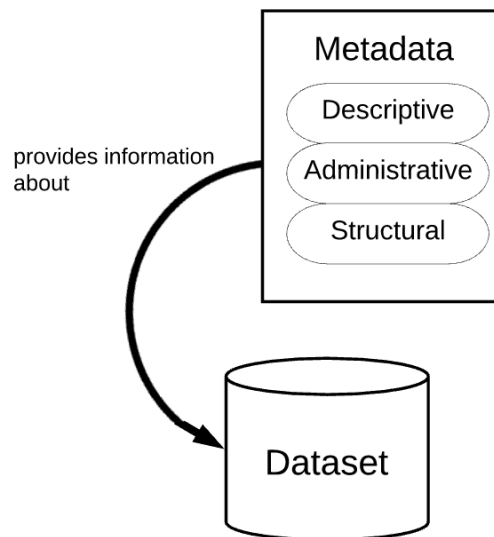 Metadata
Descriptive
Administrative
Structural
provides information
about
Dataset